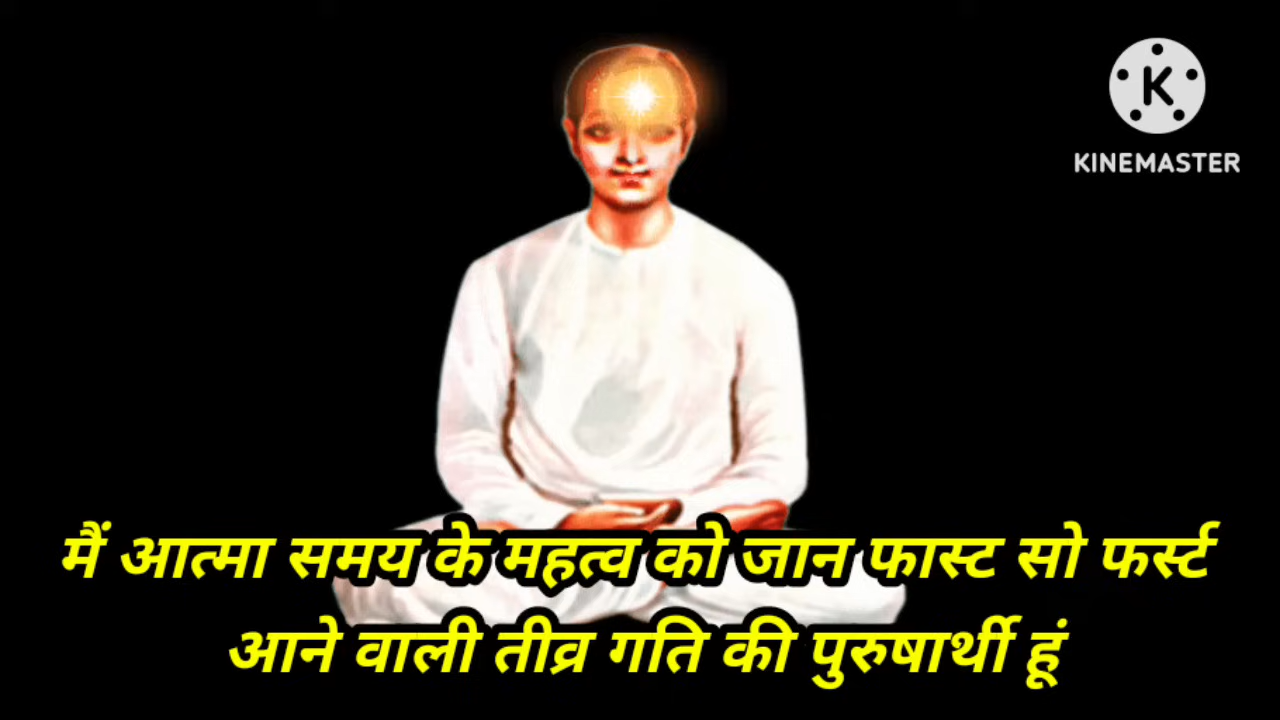 KINEMASTER
मैं आत्मा समय के महत्व को जान फास्ट सो फर्स्ट
आने वाली तीव्र गति की पुरुषार्थी हूं